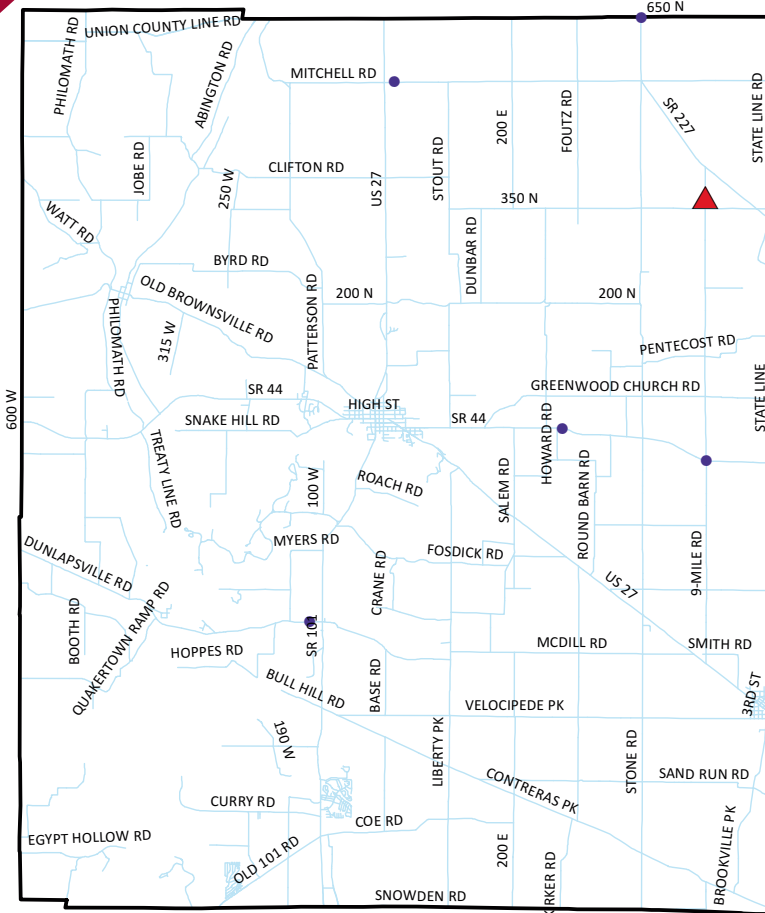 650 N
UNION COUNTY LINE RD
PHILOMATH RD
ABINGTON RD
MITCHELL RD
SR 227
STATE LINE RD
200 E
FOUTZ RD
JOBE RD
CLIFTON RD
STOUT RD
250 W
US 27
350 N
WATT RD
DUNBAR RD
BYRD RD
OLD BROWNSVILLE RD
PATTERSON RD
200 N
200 N
PHILOMATH RD
315 W
PENTECOST RD
SR 44
GREENWOOD CHURCH RD
STATE LINE
600 W
HIGH ST
SNAKE HILL RD
SR 44
HOWARD RD
TREATY LINE RD
100 W
ROACH RD
SALEM RD
ROUND BARN RD
MYERS RD
FOSDICK RD
9-MILE RD
DUNLAPSVILLE RD
CRANE RD
US 27
BOOTH RD
QUAKERTOWN RAMP RD
SR 101
HOPPES RD
MCDILL RD
SMITH RD
BULL HILL RD
BASE RD
3RD ST
VELOCIPEDE PK
190 W
LIBERTY PK
STONE RD
CONTRERAS PK
SAND RUN RD
CURRY RD
COE RD
BROOKVILLE PK
EGYPT HOLLOW RD
OLD 101 RD
200 E
SNOWDEN RD